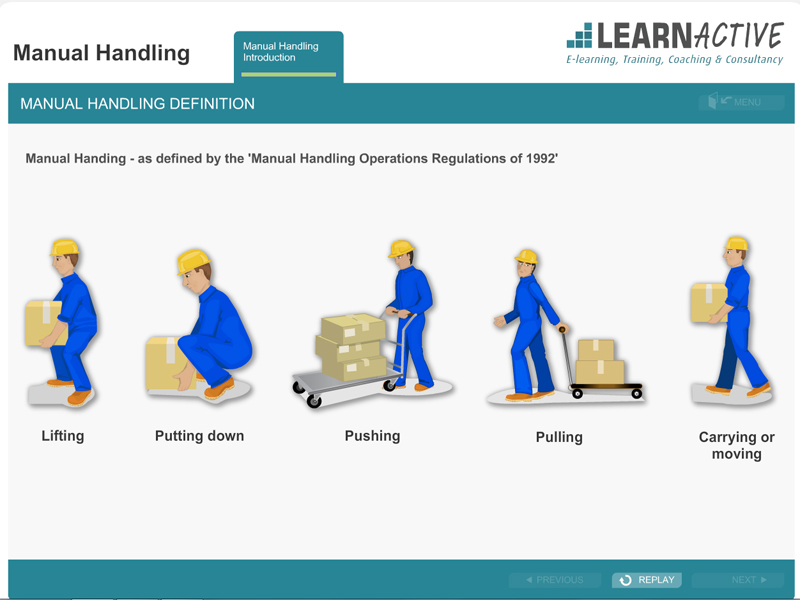 Manual Handling
Manual Handling
Introduction
LEARNACTIVE
E-learning, Training, Coaching & Consultancy
MANUAL HANDLING DEFINITION
MENU
Manual Handing - as defined by the 'Manual Handling Operations Regulations of 1992'
Lifting
Putting down
Pushing
Pulling
Carrying or
moving
PREVIOUS
REPLAY
NEXT